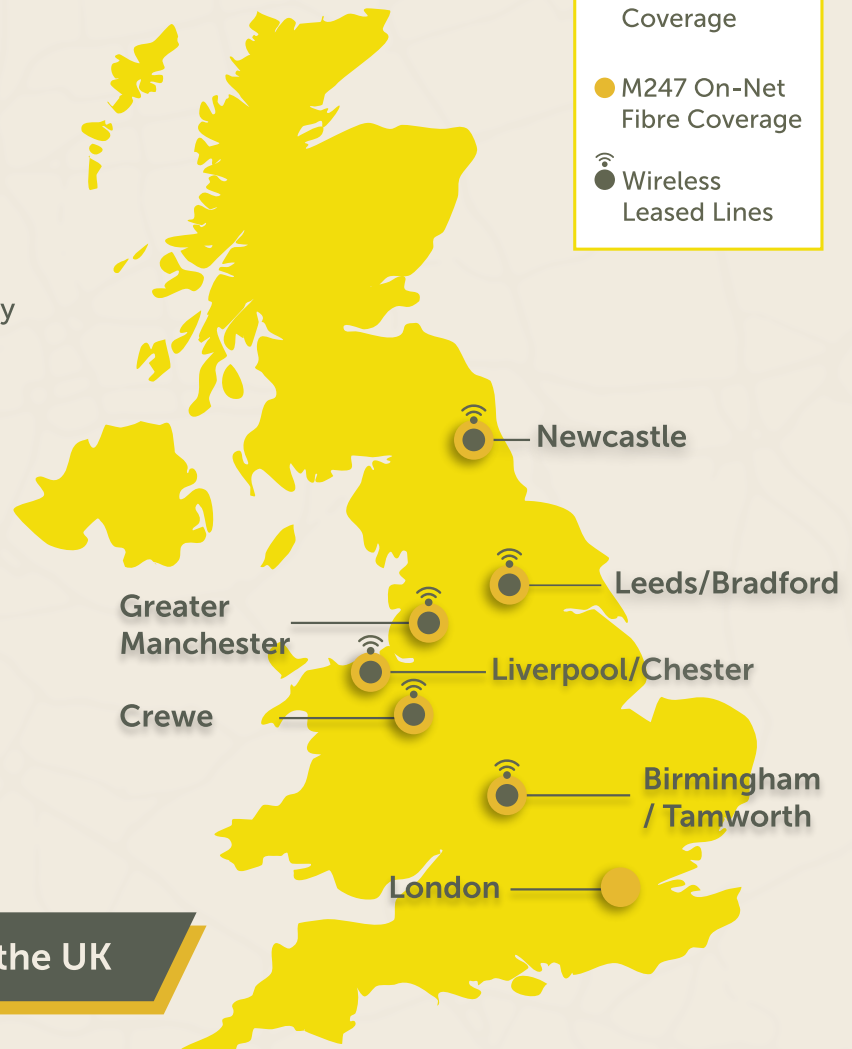 Coverage
M247 On-Net
Fibre Coverage
Wireless
Leased Lines
y
Newcastle
Leeds/Bradford
Greater
Manchester
Liverpool/Chester
Crewe
Birmingham
/ Tamworth
London
the UK